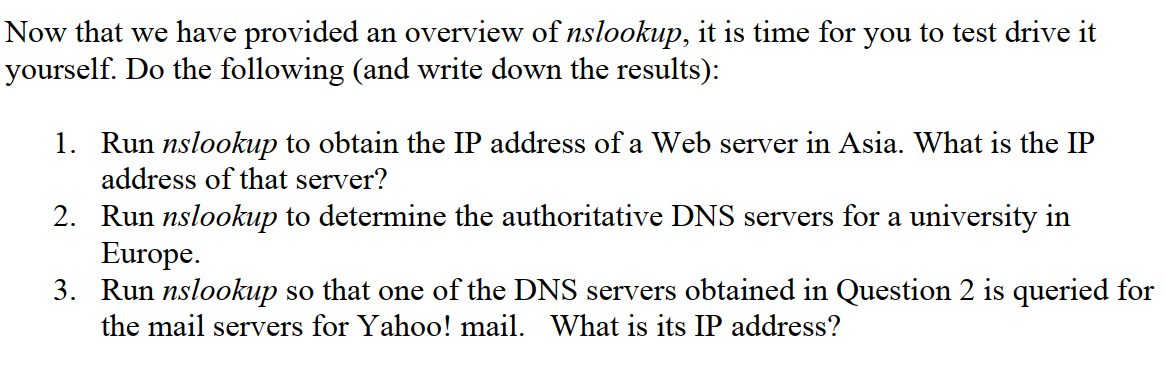 Now that we have provided an overview of nslookup, it is time for you to test drive it
yourself. Do the following (and write down the results):
1. Run nslookup to obtain the IP address of a Web server in Asia. What is the IP
address of that server?
2. Run nslookup to determine the authoritative DNS servers for a university in
Europe.
3. Run nslookup so that one of the DNS servers obtained in Question 2 is queried for
the mail servers for Yahoo! mail. What is its IP address?